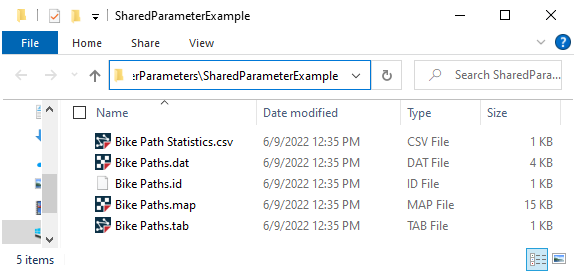 SharedParameterExample
File Home Share View
erParameters\SharedParameterExample
Search SharedPara...
Name Date modified Type Size
Bike Path Statistics.csv 6/9/2022 12:35 PM CSV File 1 KB
Bike Paths.dat 6/9/2022 12:35 PM DAT File 4 KB
Bike Paths.id 6/9/2022 12:35 PM ID File 1 KB
Bike Paths.map 6/9/2022 12:35 PM MAP File 15 KB
Bike Paths.tab 6/9/2022 12:35 PM TAB File 1 KB
5 items